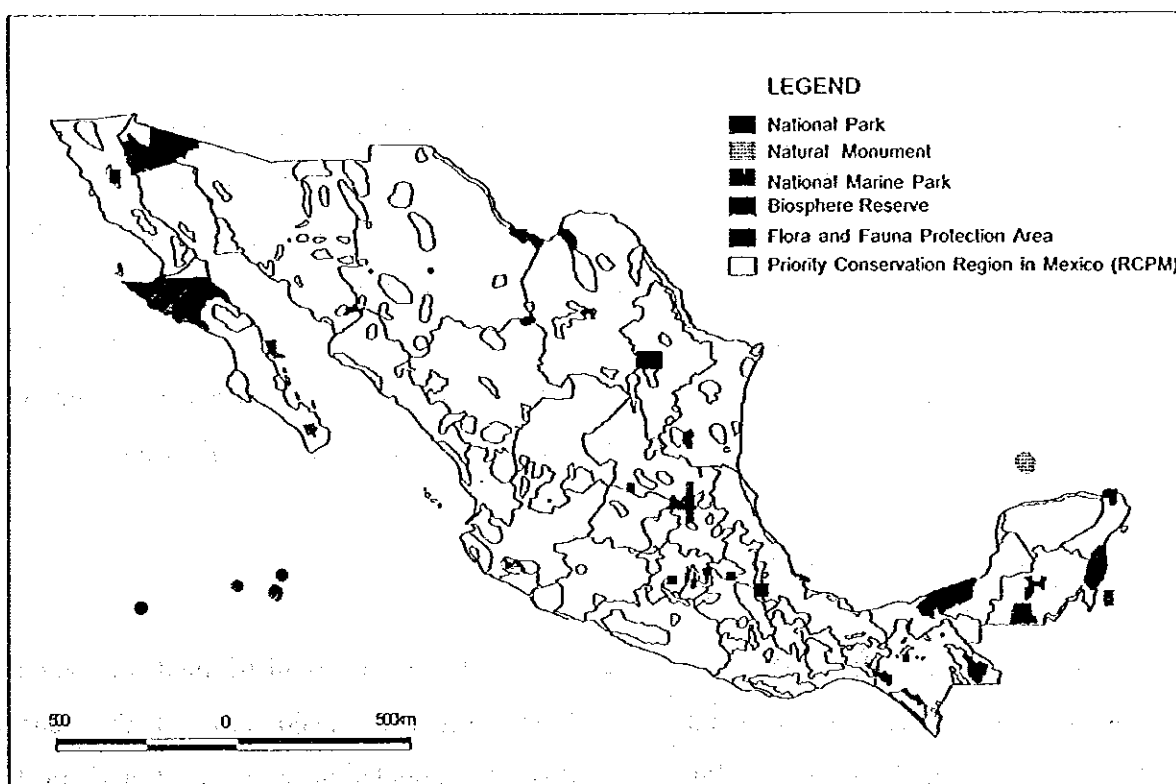 LEGEND
National Park
Natural Monument
National Marine Park
Biosphere Reserve
Flora and Fauna Protection Area
Priority Conservation Region in Mexico (RCPM)
500 0 500km